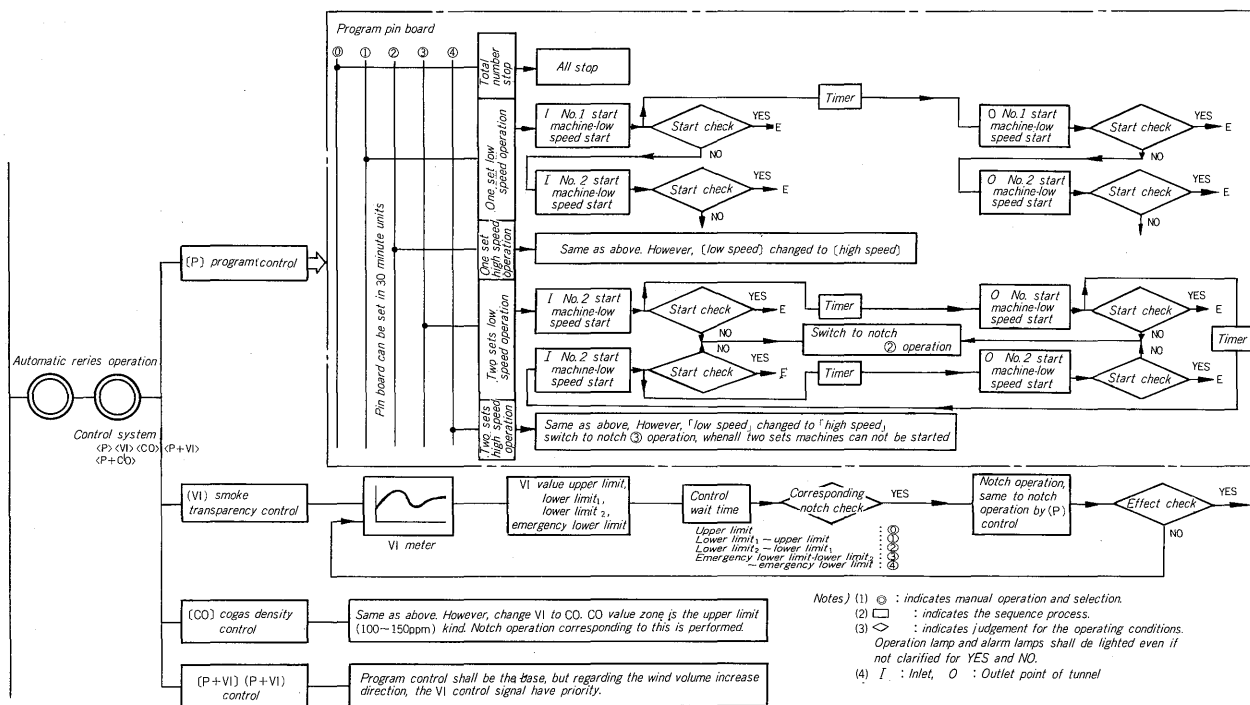 Program pin board
⓪ ① ② ③ ④
Pin board can be set in 30 minute units
Total number stop
All stop
One set low speed operation
I No.1 start
machine-low
speed start
Start check
YES
E
NO
Timer
O No.1 start
machine-low
speed start
Start check
YES
E
NO
I No.2 start
machine-low
speed start
Start check
YES
E
NO
O No.2 start
machine-low
speed start
Start check
YES
E
NO
One set high speed operation
Same as above. However, [low speed] changed to [high speed]
Two sets low speed operation
I No.2 start
machine-low
speed start
Start check
YES
E
NO
Timer
O No. start
machine-low
speed start
Start check
YES
E
NO
Timer
Switch to notch
② operation
I No.2 start
machine-low
speed start
Start check
NO
YES
E
Timer
O No.2 start
machine-low
speed start
Start check
NO
YES
E
Two sets high speed operation
Same as above, However, 「low speed」 changed to 「high speed」
switch to notch ③ operation, whenall two sets machines can not be started
Automatic reries operation
Control system
<P> <VI> <CO> <P+VI>
<P+CO>
[P] program control
(VI) smoke
transparency control
VI meter
VI value upper limit,
lower limit₁,
lower limit₂,
emergency lower limit
Control
wait time
Corresponding
notch check
YES
Notch operation,
same to notch
operation by (P)
control
Effect check
YES
NO
Upper limit : ⓪
Lower limit₁ ~ upper limit : ①
Lower limit₂ ~ lower limit₁ : ②
Emergency lower limit-lower limit₂ : ③
~ emergency lower limit : ④
[CO] cogas density
control
Same as above. However, change VI to CO. CO value zone is the upper limit
(100~150ppm) kind. Notch operation corresponding to this is performed.
[P+VI] (P+VI)
control
Program control shall be the base, but regarding the wind volume increase
direction, the VI control signal have priority.
Notes) (1) ◎ : indicates manual operation and selection.
(2) ▭ : indicates the sequence process.
(3) ◇ : indicates judgement for the operating conditions.
Operation lamp and alarm lamps shall de lighted even if
not clarified for YES and NO.
(4) I : Inlet, O : Outlet point of tunnel